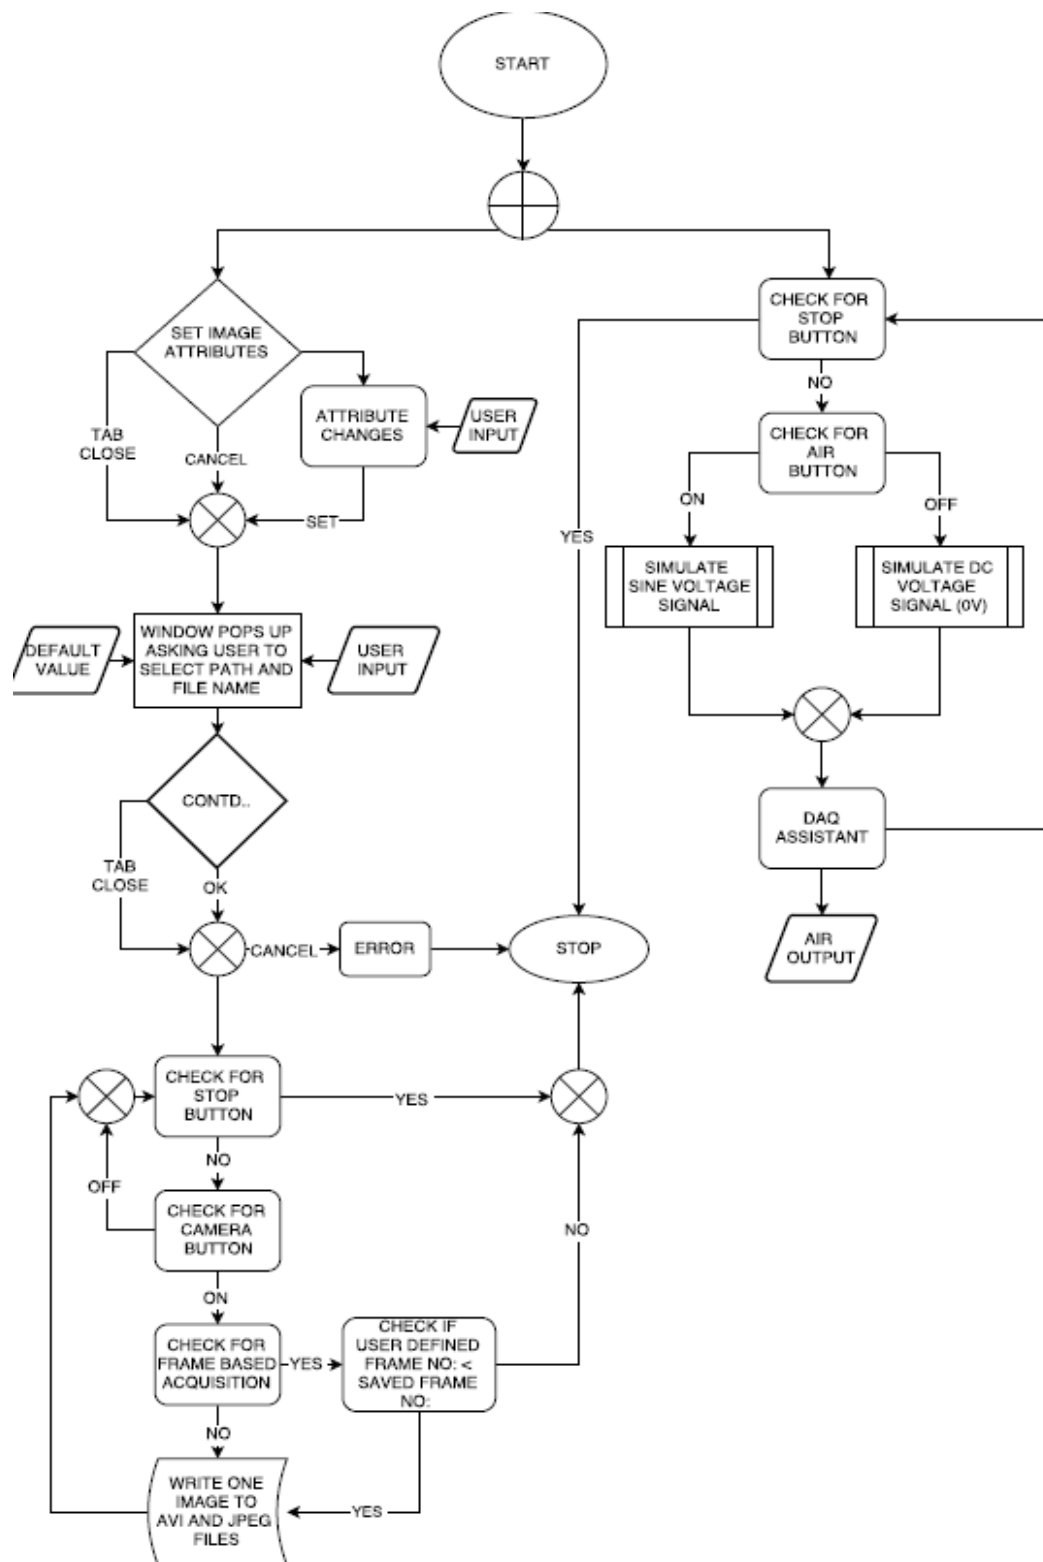 START
SET IMAGE
ATTRIBUTES
CHECK FOR
STOP
BUTTON
NO
ATTRIBUTE
CHANGES
USER
INPUT
TAB
CLOSE
CANCEL
SET
CHECK FOR
AIR
BUTTON
ON
OFF
YES
SIMULATE
SINE VOLTAGE
SIGNAL
SIMULATE DC
VOLTAGE
SIGNAL (0V)
DEFAULT
VALUE
WINDOW POPS UP
ASKING USER TO
SELECT PATH AND
FILE NAME
USER
INPUT
CONTD..
DAQ
ASSISTANT
TAB
CLOSE
OK
CANCEL
ERROR
STOP
AIR
OUTPUT
CHECK FOR
STOP
BUTTON
YES
NO
OFF
CHECK FOR
CAMERA
BUTTON
NO
ON
CHECK FOR
FRAME BASED
ACQUISITION
YES
CHECK IF
USER DEFINED
FRAME NO: <
SAVED FRAME
NO:
NO
WRITE ONE
IMAGE TO
AVI AND JPEG
FILES
YES